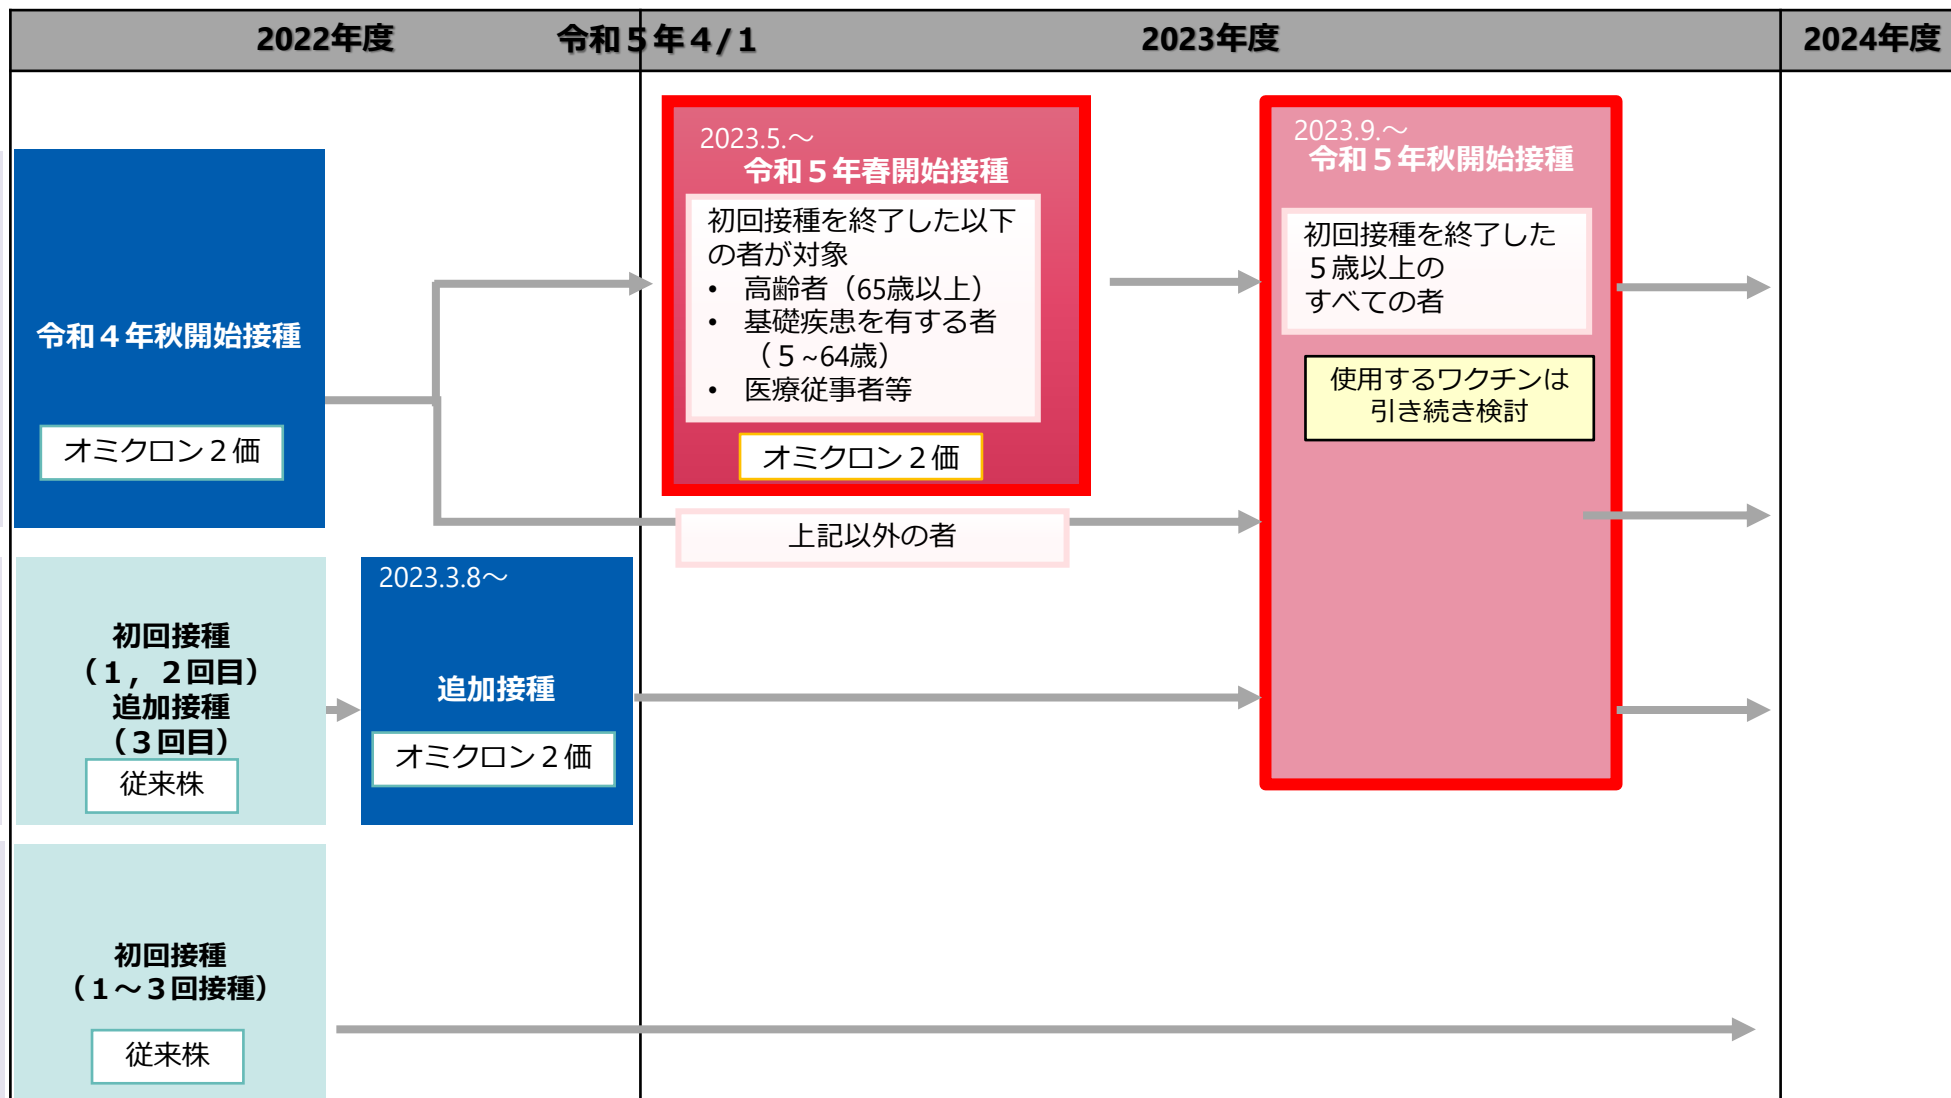 2022年度
令和５年４/１
2023年度
2024年度
令和４年秋開始接種
オミクロン２価
2023.5.～
令和５年春開始接種
初回接種を終了した以下
の者が対象
• 高齢者（65歳以上）
• 基礎疾患を有する者
（５~64歳）
• 医療従事者等
オミクロン２価
上記以外の者
2023.9.～
令和５年秋開始接種
初回接種を終了した
５歳以上の
すべての者
使用するワクチンは
引き続き検討
初回接種
（１，２回目）
追加接種
（３回目）
従来株
2023.3.8～
追加接種
オミクロン２価
初回接種
（１～３回接種）
従来株